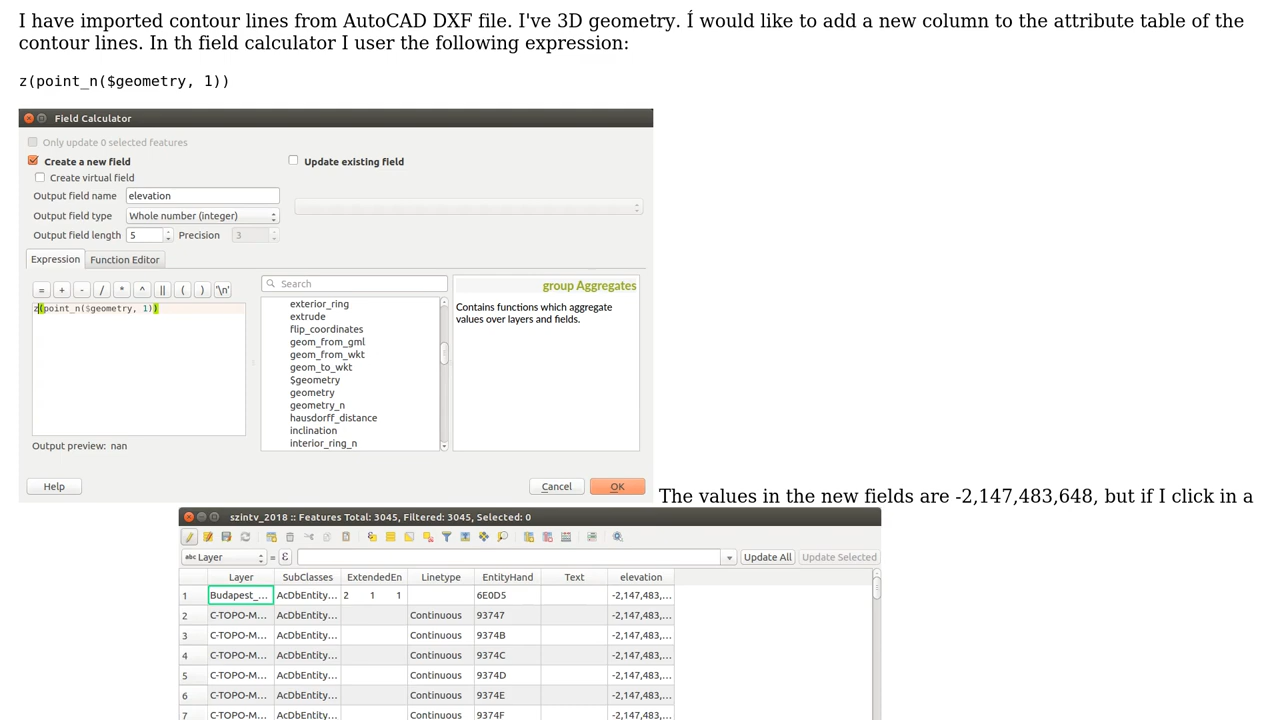 I have imported contour lines from AutoCAD DXF file. I've 3D geometry. Í would like to add a new column to the attribute table of the
contour lines. In th field calculator I user the following expression:
z(point_n($geometry, 1))
Field Calculator
Only update 0 selected features
Create a new field
Update existing field
Create virtual field
Output field name elevation
Output field type Whole number (integer)
Output field length 5 Precision 3
Expression Function Editor
= + - / * ^ || ( ) '\n'
Search
group Aggregates
z(point_n($geometry, 1))
Contains functions which aggregate
values over layers and fields.
exterior_ring
extrude
flip_coordinates
geom_from_gml
geom_from_wkt
geom_to_wkt
$geometry
geometry
geometry_n
hausdorff_distance
inclination
interior_ring_n
Output preview: nan
Help Cancel OK
The values in the new fields are -2,147,483,648, but if I click in a
szintv_2018 :: Features Total: 3045, Filtered: 3045, Selected: 0
abc Layer = ε Update All Update Selected
Layer SubClasses ExtendedEn Linetype EntityHand Text elevation
1 Budapest_... AcDbEntity... 2 1 1 6E0D5 -2,147,483,...
2 C-TOPO-M... AcDbEntity... Continuous 93747 -2,147,483,...
3 C-TOPO-M... AcDbEntity... Continuous 9374B -2,147,483,...
4 C-TOPO-M... AcDbEntity... Continuous 9374C -2,147,483,...
5 C-TOPO-M... AcDbEntity... Continuous 9374D -2,147,483,...
6 C-TOPO-M... AcDbEntity... Continuous 9374E -2,147,483,...
7 C-TOPO-M... AcDbEntity... Continuous 9374F -2,147,483,...